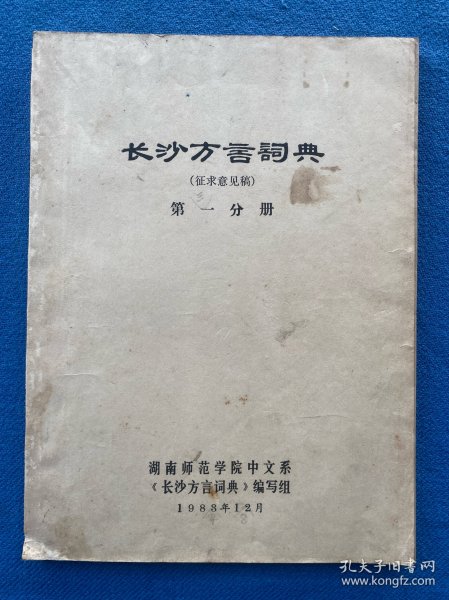 长沙方言詞典
(征求意见稿)
第一分册
湖南师范学院中文系
《长沙方言词典》编写组
1983年12月
孔夫子旧书网
www.kongfz.com